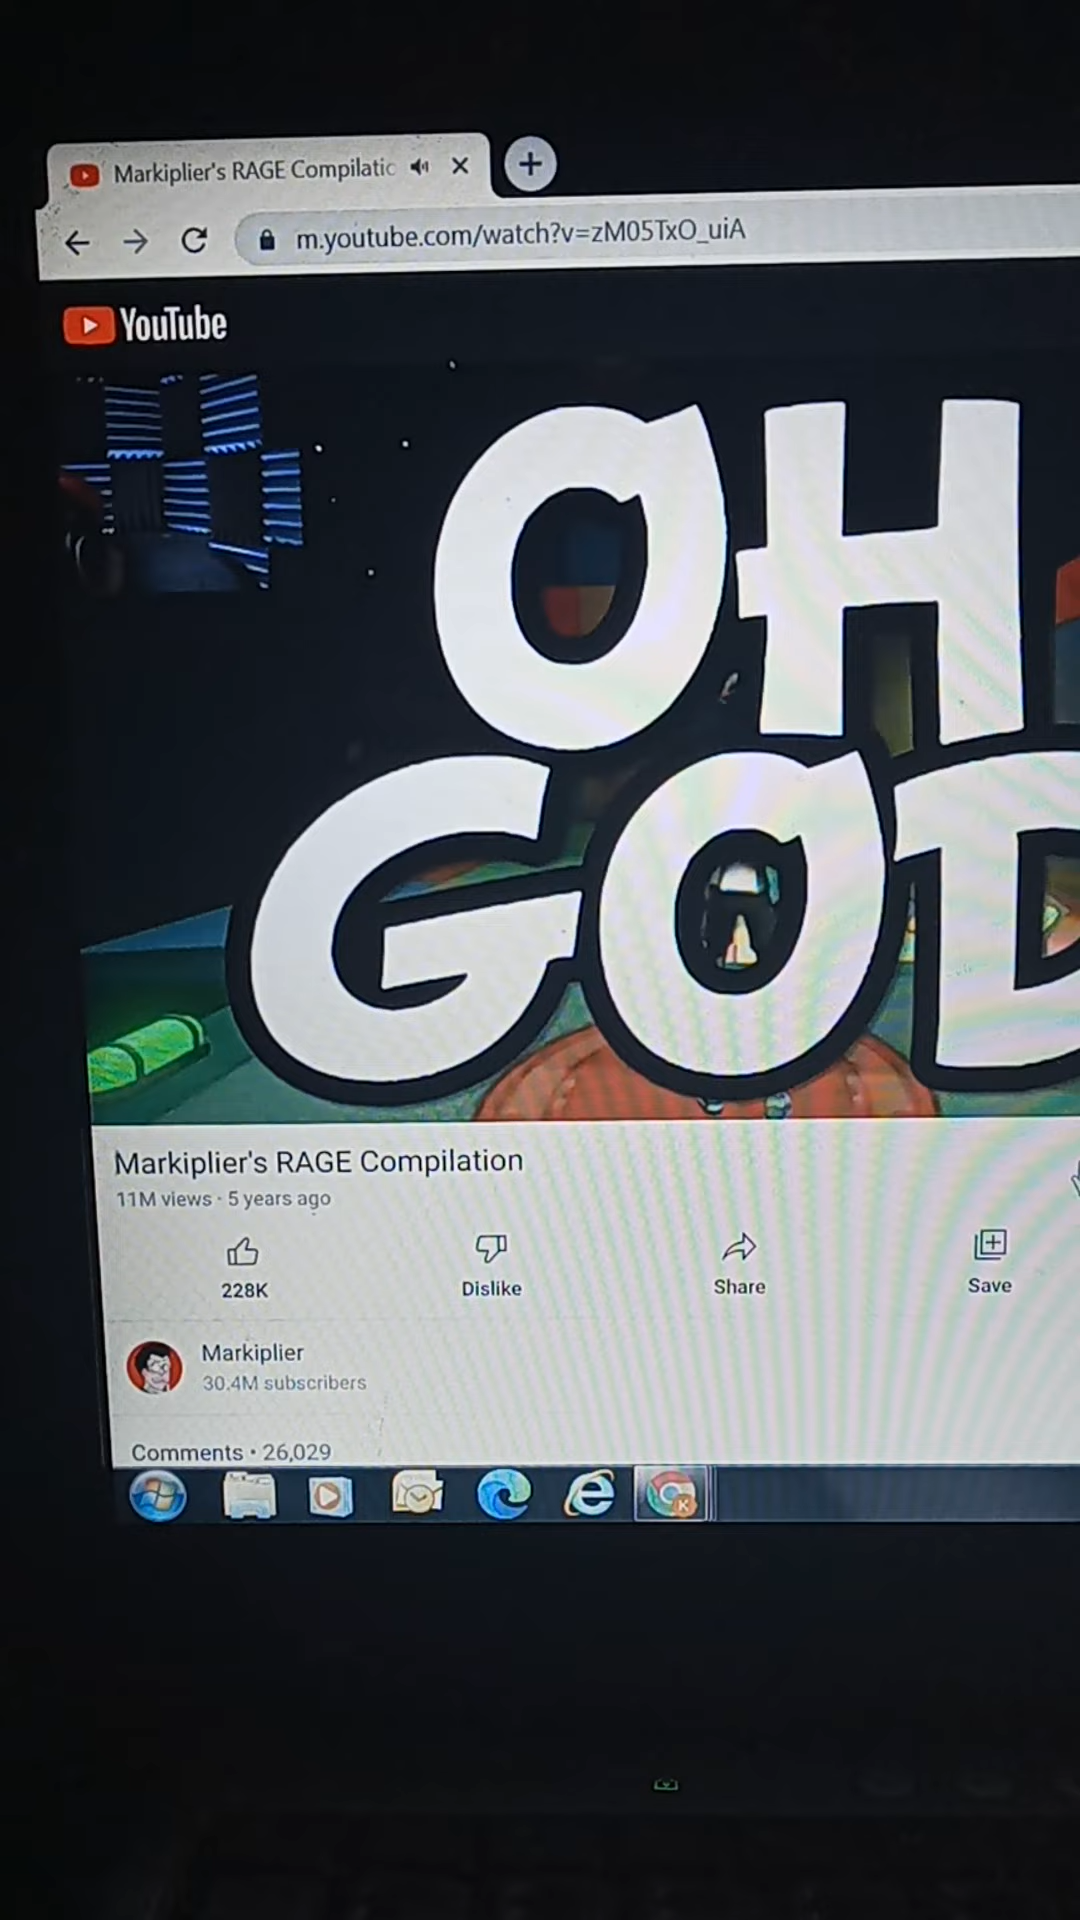 Markiplier's RAGE Compilatic
m.youtube.com/watch?v=zM05TxO_uiA
YouTube
OH
GOD
Markiplier's RAGE Compilation
11M views · 5 years ago
228K
Dislike
Share
Save
Markiplier
30.4M subscribers
Comments • 26,029
K